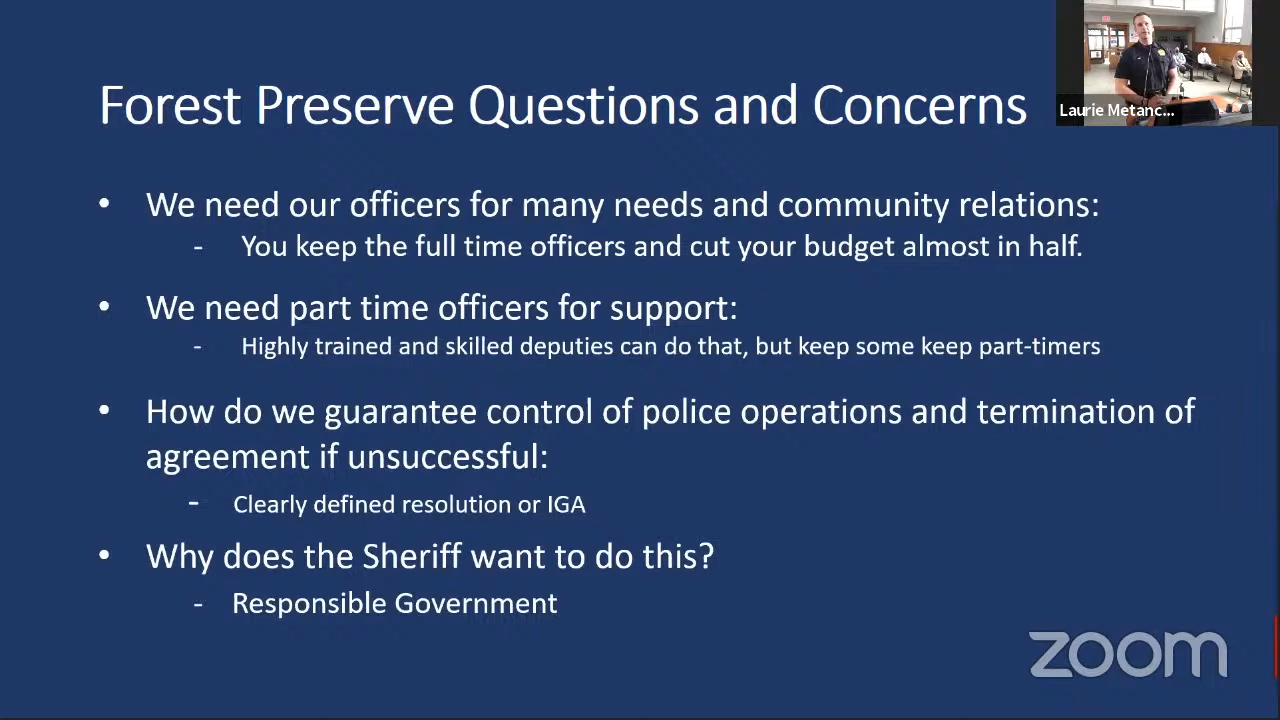 Forest Preserve Questions and Concerns
Laurie Metanc...
• We need our officers for many needs and community relations:
- You keep the full time officers and cut your budget almost in half.
• We need part time officers for support:
- Highly trained and skilled deputies can do that, but keep some keep part-timers
• How do we guarantee control of police operations and termination of
agreement if unsuccessful:
- Clearly defined resolution or IGA
• Why does the Sheriff want to do this?
- Responsible Government
zoom